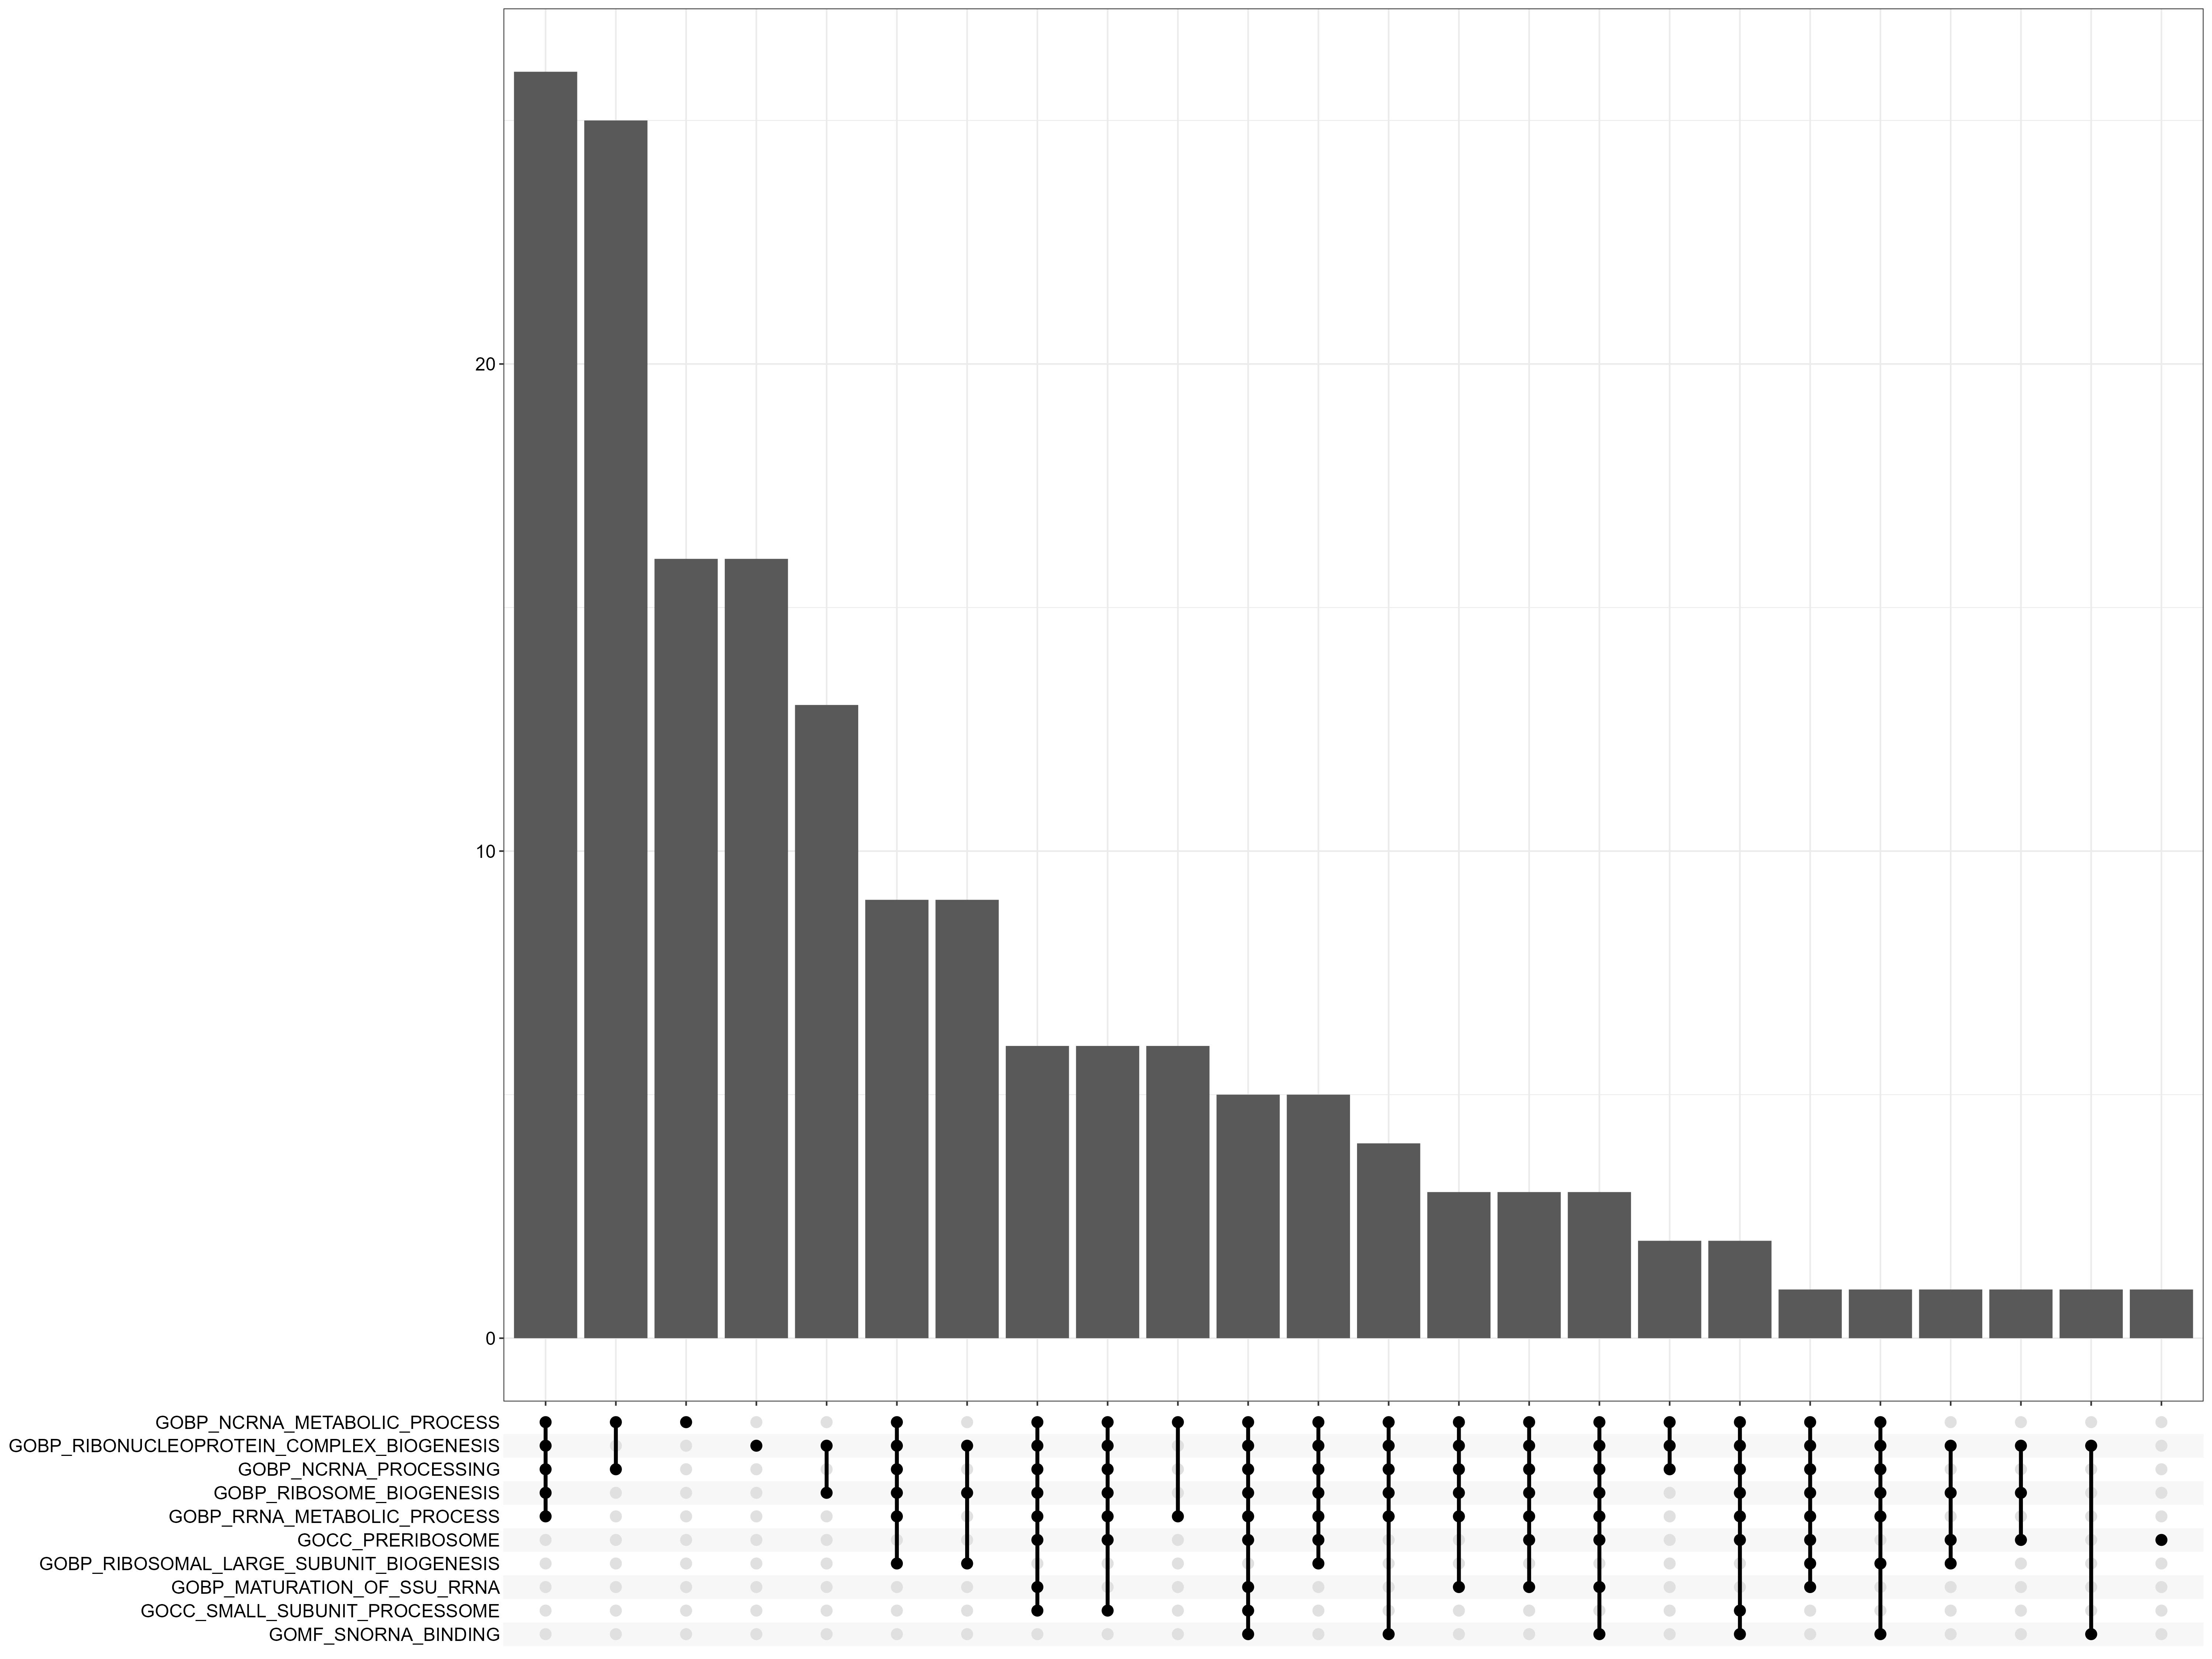 20
10
0
GOBP_NCRNA_METABOLIC_PROCESS
GOBP_RIBONUCLEOPROTEIN_COMPLEX_BIOGENESIS
GOBP_NCRNA_PROCESSING
GOBP_RIBOSOME_BIOGENESIS
GOBP_RRNA_METABOLIC_PROCESS
GOCC_PRERIBOSOME
GOBP_RIBOSOMAL_LARGE_SUBUNIT_BIOGENESIS
GOBP_MATURATION_OF_SSU_RRNA
GOCC_SMALL_SUBUNIT_PROCESSOME
GOMF_SNORNA_BINDING